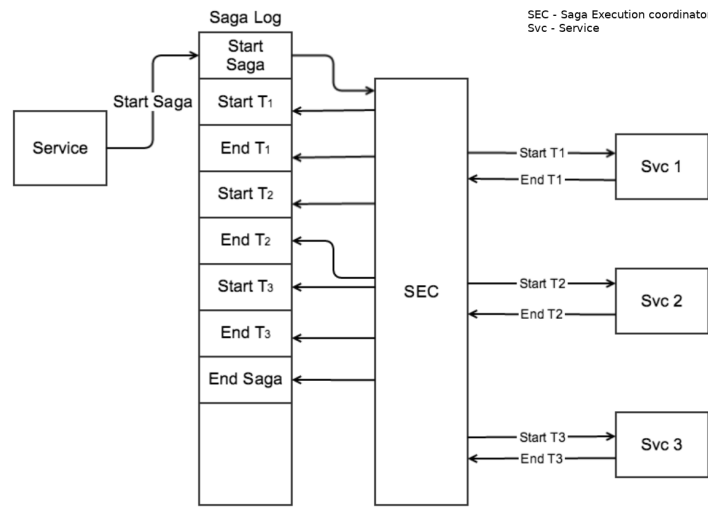 Saga Log
SEC - Saga Execution coordinator
Svc - Service
Start
Saga
Start Saga
Start T1
End T1
Start T2
End T2
Start T3
End T3
End Saga
Service
SEC
Start T1
End T1
Svc 1
Start T2
End T2
Svc 2
Start T3
End T3
Svc 3